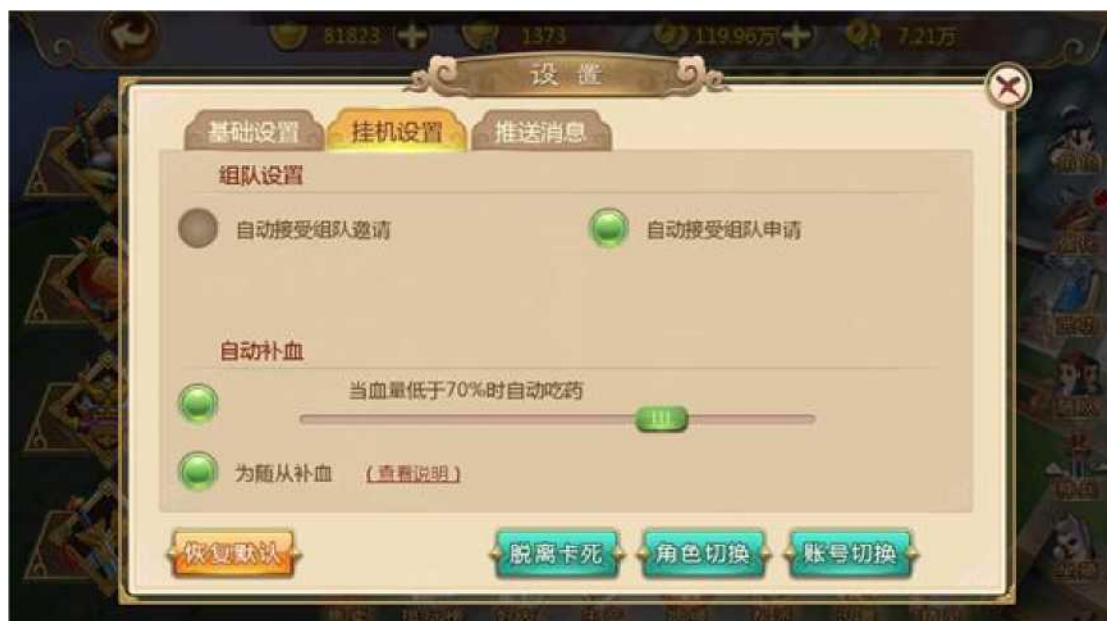 81823
1373
119.96万
7.21万
设置
基础设置
挂机设置
推送消息
组队设置
自动接受组队邀请
自动接受组队申请
自动补血
当血量低于70%时自动吃药
为随从补血
(查看说明)
恢复默认
脱离卡死
角色切换
账号切换